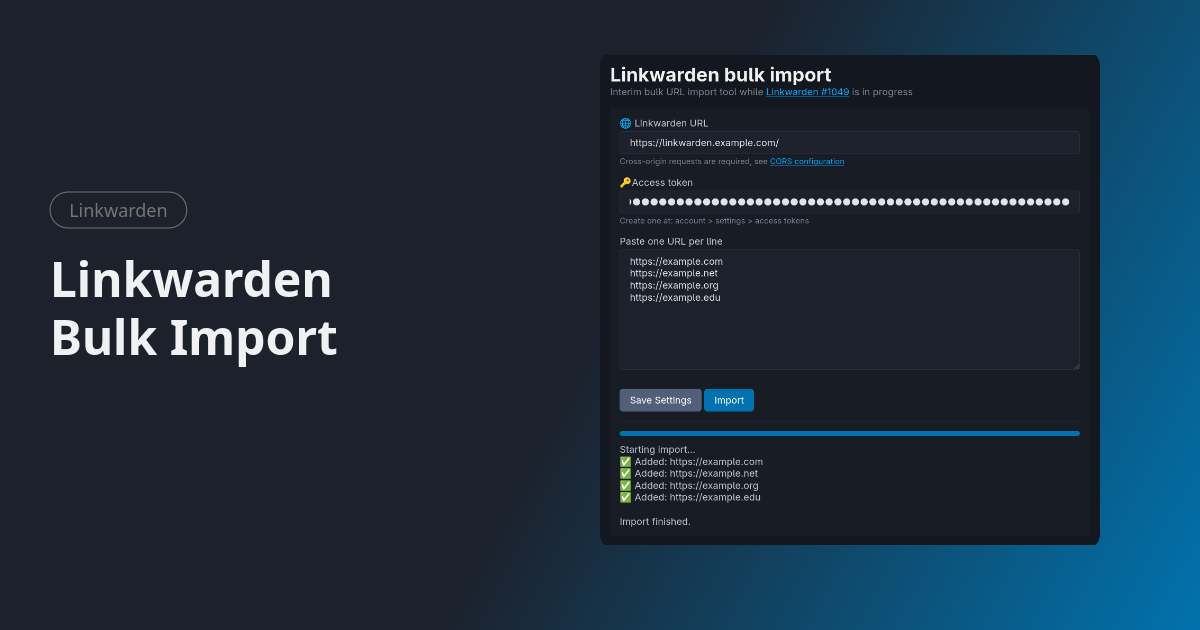 Linkwarden
Linkwarden
Bulk Import
Linkwarden bulk import
Interim bulk URL import tool while Linkwarden #1049 is in progress
🌐 Linkwarden URL
https://linkwarden.example.com/
Cross-origin requests are required, see CORS configuration
🔑Access token
Create one at: account > settings > access tokens
Paste one URL per line
https://example.com
https://example.net
https://example.org
https://example.edu
Save Settings
Import
Starting import...
✅ Added: https://example.com
✅ Added: https://example.net
✅ Added: https://example.org
✅ Added: https://example.edu
Import finished.